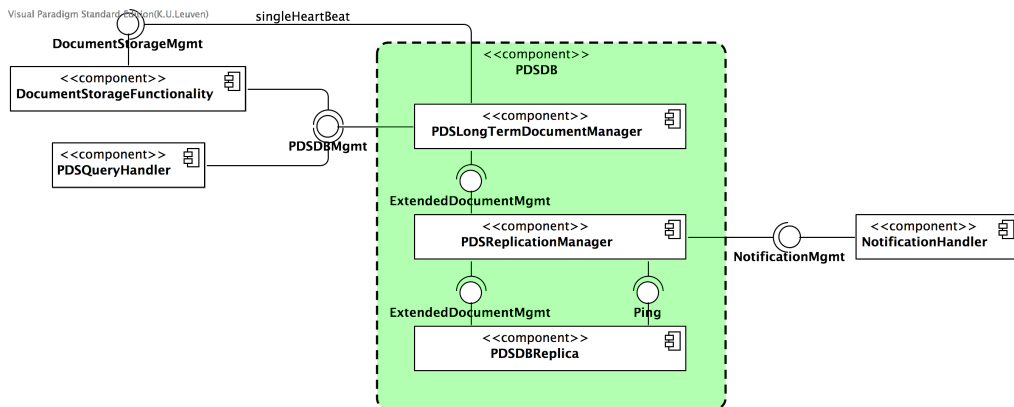 Visual Paradigm Standard Edition(K.U.Leuven)
singleHeartBeat
DocumentStorageMgmt
<<component>>
DocumentStorageFunctionality
<<component>>
PDSDB
<<component>>
PDSLongTermDocumentManager
PDSDBMgmt
<<component>>
PDSQueryHandler
ExtendedDocumentMgmt
<<component>>
PDSReplicationManager
NotificationMgmt
<<component>>
NotificationHandler
ExtendedDocumentMgmt
Ping
<<component>>
PDSDBReplica